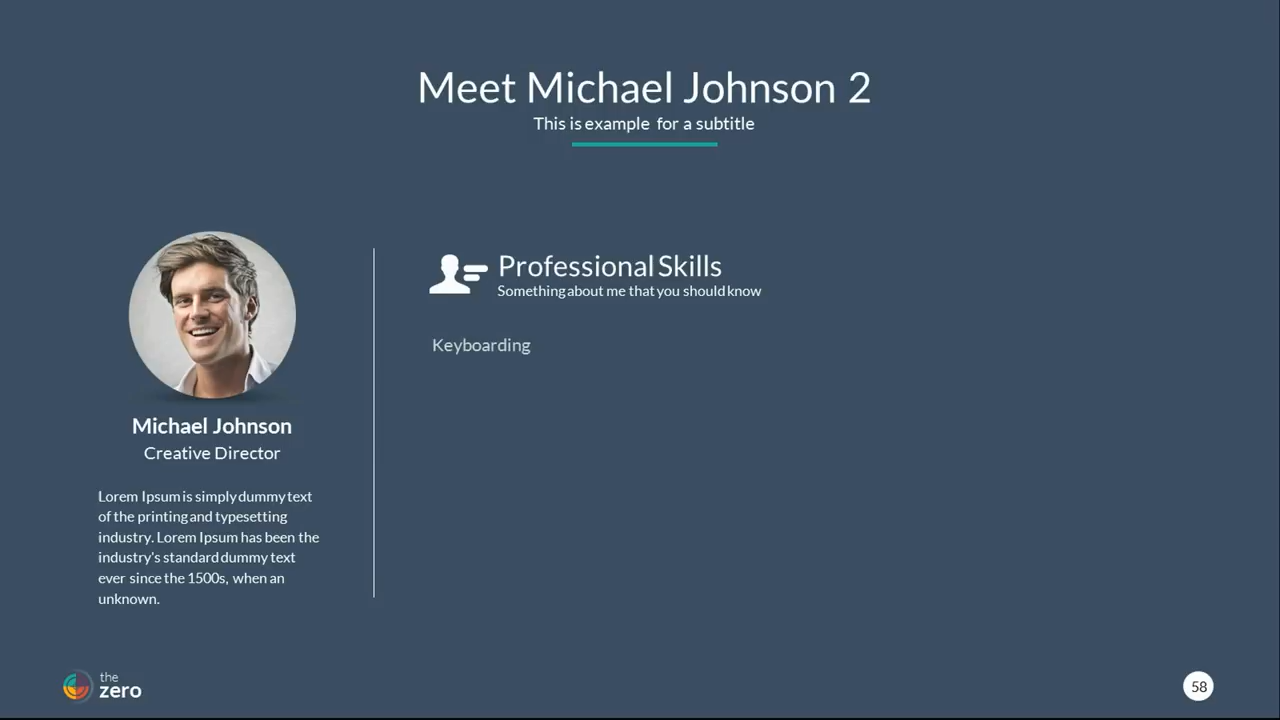 Meet Michael Johnson 2
This is example for a subtitle
Professional Skills
Something about me that you should know
Keyboarding
Michael Johnson
Creative Director
Lorem Ipsum is simply dummy text
of the printing and typesetting
industry. Lorem Ipsum has been the
industry's standard dummy text
ever since the 1500s, when an
unknown.
the
zero
58